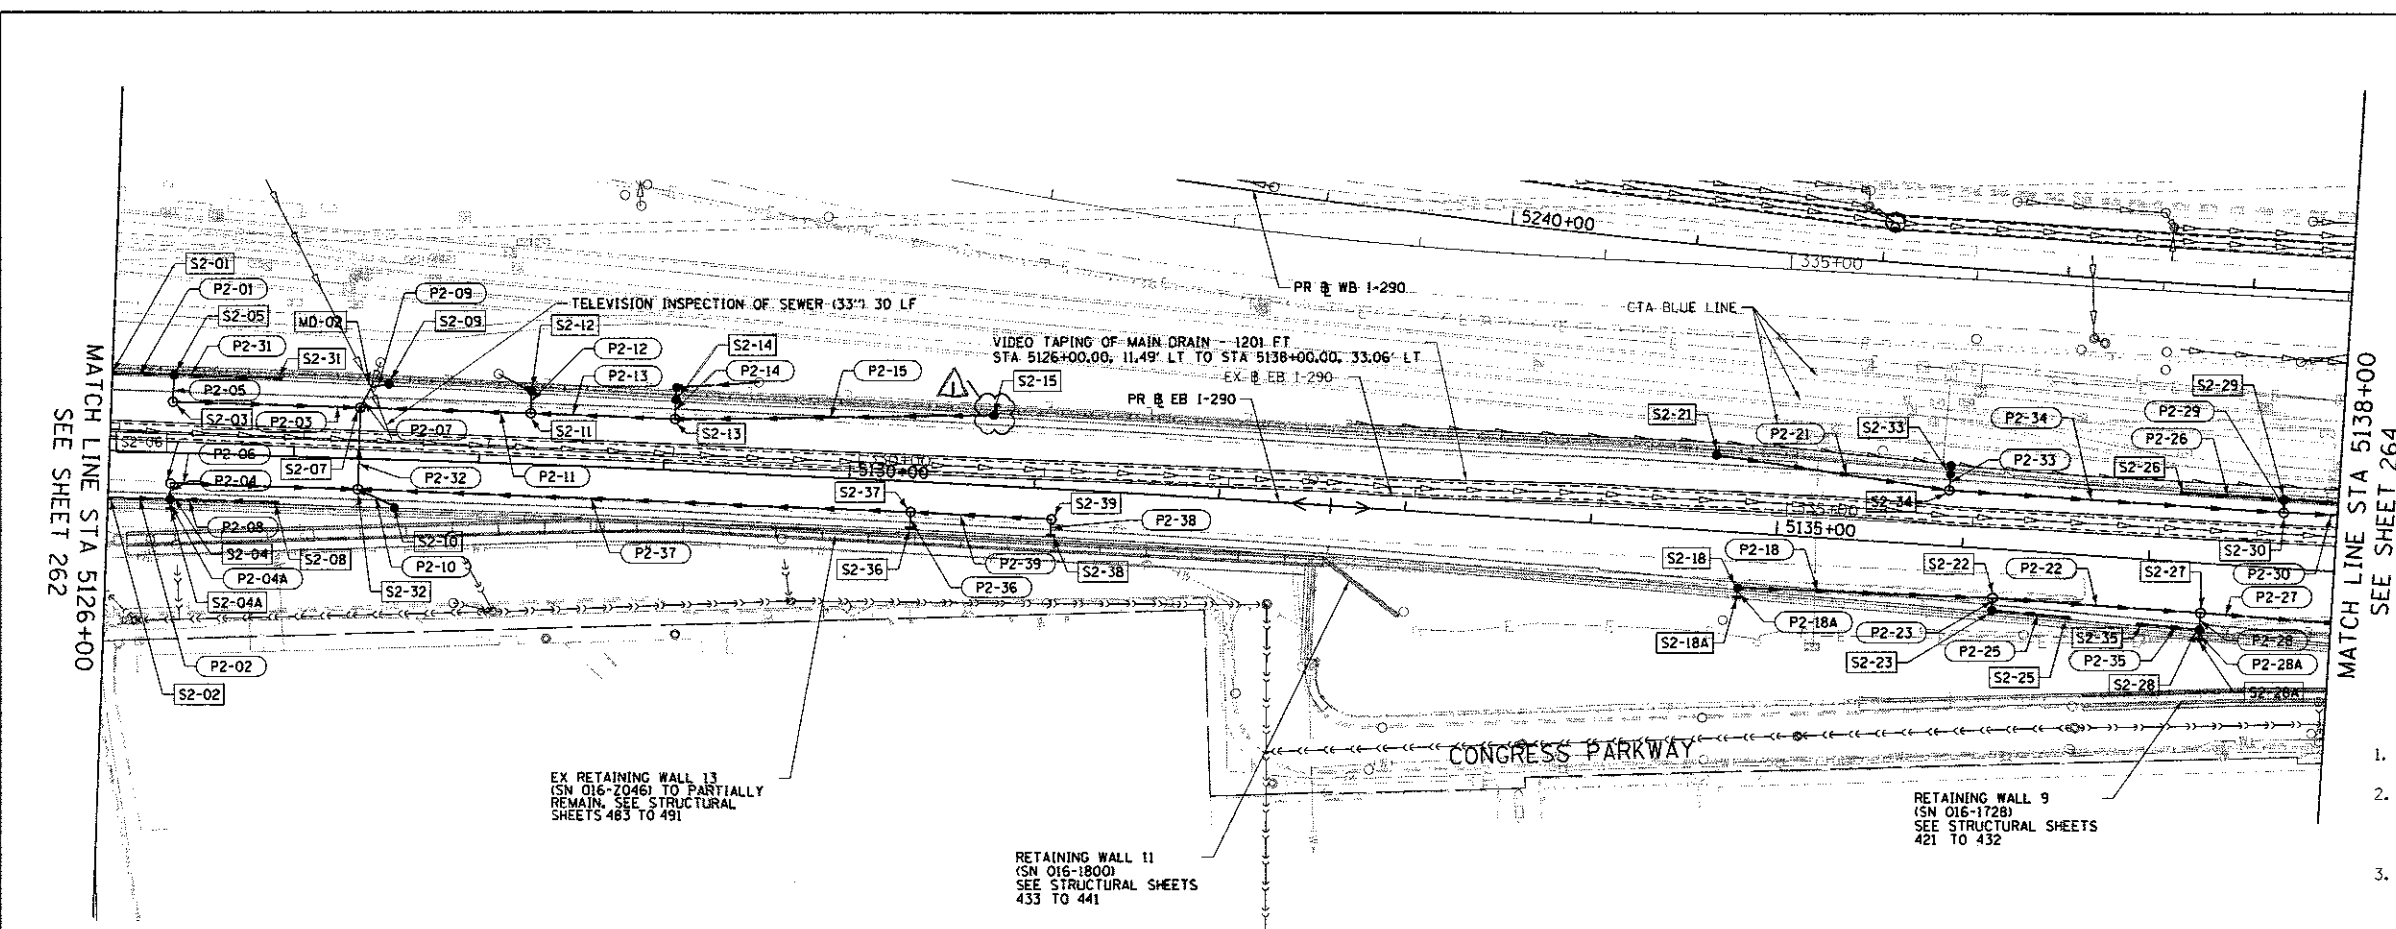 MATCH LINE STA 5126+00
SEE SHEET 262
MATCH LINE STA 5138+00
SEE SHEET 264
5240+00
335+00
PR ℄ WB I-290
CTA BLUE LINE
S2-01
P2-01
S2-05
P2-31
S2-31
MD-02
P2-09
S2-09
TELEVISION INSPECTION OF SEWER (33") 30 LF
S2-12
P2-12
P2-13
S2-14
P2-14
P2-15
VIDEO TAPING OF MAIN DRAIN - 1201 FT
STA 5126+00.00, 11.49' LT TO STA 5138+00.00, 33.06' LT
S2-15
EX ℄ EB I-290
PR ℄ EB I-290
P2-05
S2-03
P2-03
P2-07
S2-11
S2-13
S2-06
P2-06
P2-04
S2-07
P2-32
P2-11
5130+00
S2-37
S2-39
P2-38
P2-08
S2-04
S2-08
P2-04A
S2-04A
S2-10
P2-10
S2-32
P2-37
S2-36
P2-39
P2-36
S2-38
P2-02
S2-02
S2-21
P2-21
S2-33
P2-33
P2-34
S2-34
S2-29
P2-29
P2-26
S2-26
5135+00
5135+00
S2-30
P2-30
S2-18
P2-18
S2-22
P2-22
S2-27
P2-27
S2-18A
P2-18A
P2-23
S2-23
P2-25
S2-25
S2-35
P2-35
P2-28
P2-28A
S2-28
S2-28A
CONGRESS PARKWAY
EX RETAINING WALL 13
(SN 016-Z046) TO PARTIALLY
REMAIN. SEE STRUCTURAL
SHEETS 483 TO 491
RETAINING WALL 11
(SN 016-1800)
SEE STRUCTURAL SHEETS
433 TO 441
RETAINING WALL 9
(SN 016-1728)
SEE STRUCTURAL SHEETS
421 TO 432
1.
2.
3.